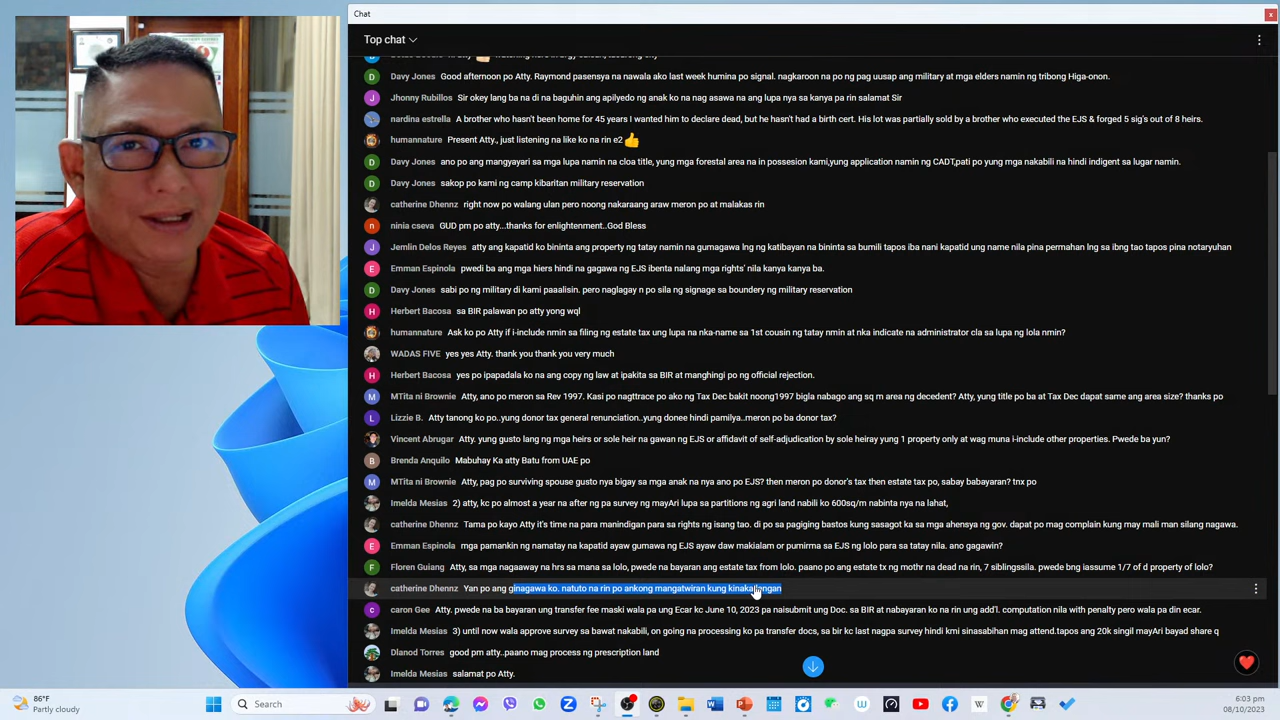 Chat
Top chat
Davy Jones Good afternoon po Atty. Raymond pasensya na nawala ako last week humina po signal. nagkaroon na po ng pag uusap ang military at mga elders namin ng tribong Higa-onon.
Jhonny Rubillos Sir okey lang ba na di na baguhin ang apilyedo ng anak ko na nag asawa na ang lupa nya sa kanya pa rin salamat Sir
nardina estrella A brother who hasn't been home for 45 years I wanted him to declare dead, but he hasn't had a birth cert. His lot was partially sold by a brother who executed the EJS & forged 5 sig's out of 8 heirs.
humannature Present Atty., just listening na like ko na rin e2👍
Davy Jones ano po ang mangyayari sa mga lupa namin na cloa title, yung mga forestal area na in possesion kami,yung application namin ng CADT,pati po yung mga nakabili na hindi indigent sa lugar namin.
Davy Jones sakop po kami ng camp kibaritan military reservation
catherine Dhennz right now po walang ulan pero noong nakaraang araw meron po at malakas rin
ninia cseva GUD pm po atty...thanks for enlightenment..God Bless
Jemlin Delos Reyes atty ang kapatid ko bininta ang property ng tatay namin na gumagawa lng ng katibayan na bininta sa bumili tapos iba nani kapatid ung name nila pina permahan lng sa ibng tao tapos pina notaryuhan
Emman Espinola pwedi ba ang mga hiers hindi na gagawa ng EJS ibenta nalang mga rights' nila kanya kanya ba.
Davy Jones sabi po ng military di kami paaalisin. pero naglagay n po sila ng signage sa boundery ng military reservation
Herbert Bacosa sa BIR palawan po atty yong wql
humannature Ask ko po Atty if i-include nmin sa filing ng estate tax ung lupa na nka-name sa 1st cousin ng tatay nmin at nka indicate na administrator cla sa lupa ng lola nmin?
WADAS FIVE yes yes Atty. thank you thank you very much
Herbert Bacosa yes po ipapadala ko na ang copy ng law at ipakita sa BIR at manghingi po ng official rejection.
MTita ni Brownie Atty, ano po meron sa Rev 1997. Kasi po nagttrace po ako ng Tax Dec bakit noong1997 bigla nabago ang sq m area ng decedent? Atty, yung title po ba at Tax Dec dapat same ang area size? thanks po
Lizzie B. Atty tanong ko po..yung donor tax general renunciation..yung donee hindi pamilya..meron po ba donor tax?
Vincent Abrugar Atty. yung gusto lang ng mga heirs or sole heir na gawan ng EJS or affidavit of self-adjudication by sole heiray yung 1 property only at wag muna i-include other properties. Pwede ba yun?
Brenda Anquilo Mabuhay Ka atty Batu from UAE po
MTita ni Brownie Atty, pag po surviving spouse gusto nya bigay sa mga anak na nya ano po EJS? then meron po donor's tax then estate tax po, sabay babayaran? tnx po
Imelda Mesias 2) atty, kc po almost a year na after ng pa survey ng mayAri lupa sa partitions ng agri land nabili ko 600sq/m nabinta nya na lahat,
catherine Dhennz Tama po kayo Atty it's time na para manindigan para sa rights ng isang tao. di po sa pagiging bastos kung sasagot ka sa mga ahensya ng gov. dapat po mag complain kung may mali man silang nagawa.
Emman Espinola mga pamankin ng namatay na kapatid ayaw gumawa ng EJS ayaw daw makialam or pumirma sa EJS ng lolo para sa tatay nila. ano gagawin?
Floren Guiang Atty, sa mga nagaaway na hrs sa mana sa lolo, pwede na bayaran ang estate tax from lolo. paano po ang estate tx ng mothr na dead na rin, 7 siblingssila. pwede bng iassume 1/7 of d property of lolo?
catherine Dhennz Yan po ang ginagawa ko. natuto na rin po ankong mangatwiran kung kinakailangan
caron Gee Atty. pwede na ba bayaran ung transfer fee maski wala pa ung Ecar kc June 10, 2023 pa naisubmit ung Doc. sa BIR at nabayaran ko na rin ung add'l. computation nila with penalty pero wala pa din ecar.
Imelda Mesias 3) until now wala approve survey sa bawat nakabili, on going na processing ko pa transfer docs, sa bir kc last nagpa survey hindi kmi sinasabihan mag attend.tapos ang 20k singil mayAri bayad share q
Dlanod Torres good pm atty..paano mag process ng prescription land
Imelda Mesias salamat po Atty.
86°F
Partly cloudy
Search
6:03 pm
08/10/2023